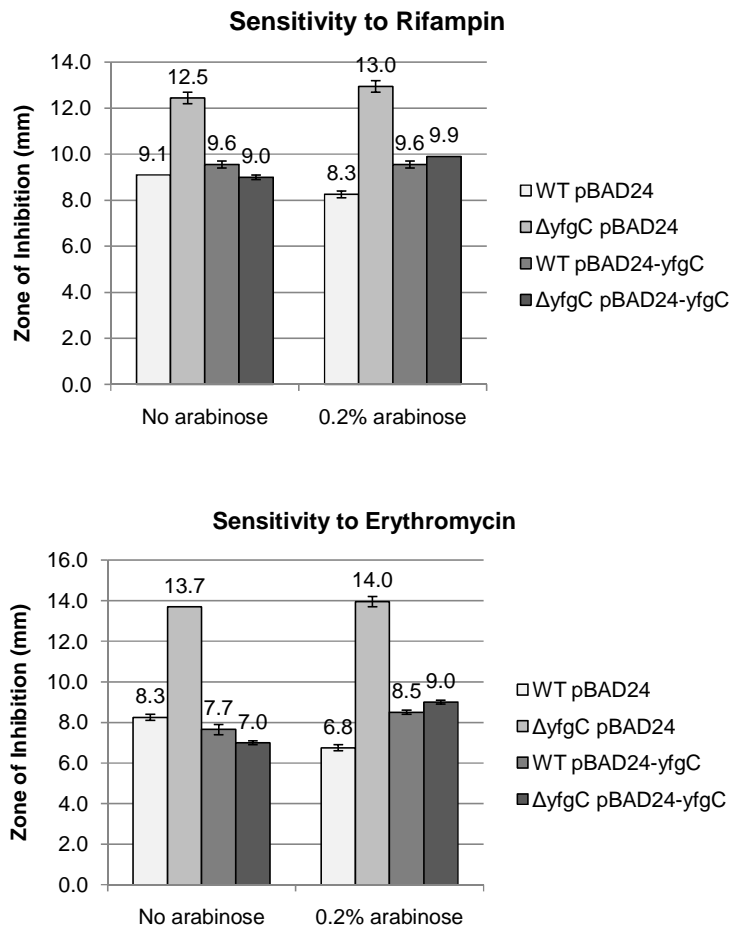 Sensitivity to Rifampin
Zone of Inhibition (mm)
14.0
12.0
10.0
8.0
6.0
4.0
2.0
0.0
9.1
12.5
9.6
9.0
8.3
13.0
9.6
9.9
No arabinose
0.2% arabinose
WT pBAD24
ΔyfgC pBAD24
WT pBAD24-yfgC
ΔyfgC pBAD24-yfgC
Sensitivity to Erythromycin
Zone of Inhibition (mm)
16.0
14.0
12.0
10.0
8.0
6.0
4.0
2.0
0.0
8.3
13.7
7.7
7.0
6.8
14.0
8.5
9.0
No arabinose
0.2% arabinose
WT pBAD24
ΔyfgC pBAD24
WT pBAD24-yfgC
ΔyfgC pBAD24-yfgC